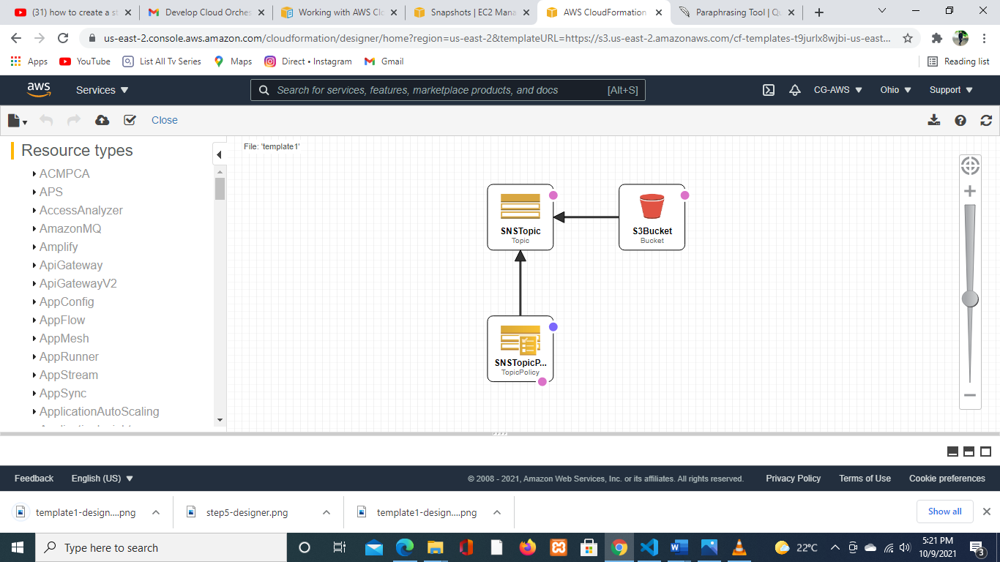 (31) how to create a st
Develop Cloud Orches
Working with AWS Clo
Snapshots | EC2 Mana
AWS CloudFormation
Paraphrasing Tool | Qu
us-east-2.console.aws.amazon.com/cloudformation/designer/home?region=us-east-2&templateURL=https://s3.us-east-2.amazonaws.com/cf-templates-t9jurlx8wjbi-us-east...
Apps
YouTube
List All Tv Series
Maps
Direct • Instagram
Gmail
Reading list
aws
Services
Search for services, features, marketplace products, and docs
[Alt+S]
CG-AWS
Ohio
Support
Close
Resource types
ACMPCA
APS
AccessAnalyzer
AmazonMQ
Amplify
ApiGateway
ApiGatewayV2
AppConfig
AppFlow
AppMesh
AppRunner
AppStream
AppSync
ApplicationAutoScaling
File: 'template1'
SNSTopic
Topic
S3Bucket
Bucket
SNSTopicP...
TopicPolicy
Feedback
English (US)
© 2008 - 2021, Amazon Web Services, Inc. or its affiliates. All rights reserved.
Privacy Policy
Terms of Use
Cookie preferences
template1-design....png
step5-designer.png
template1-design....png
Show all
Type here to search
22°C
5:21 PM
10/9/2021
3